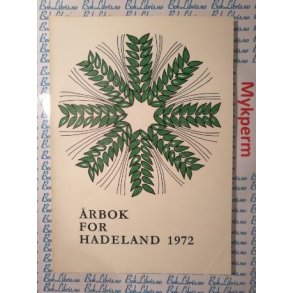 ÅRBOK
FOR
HADELAND 1972
Mykperm